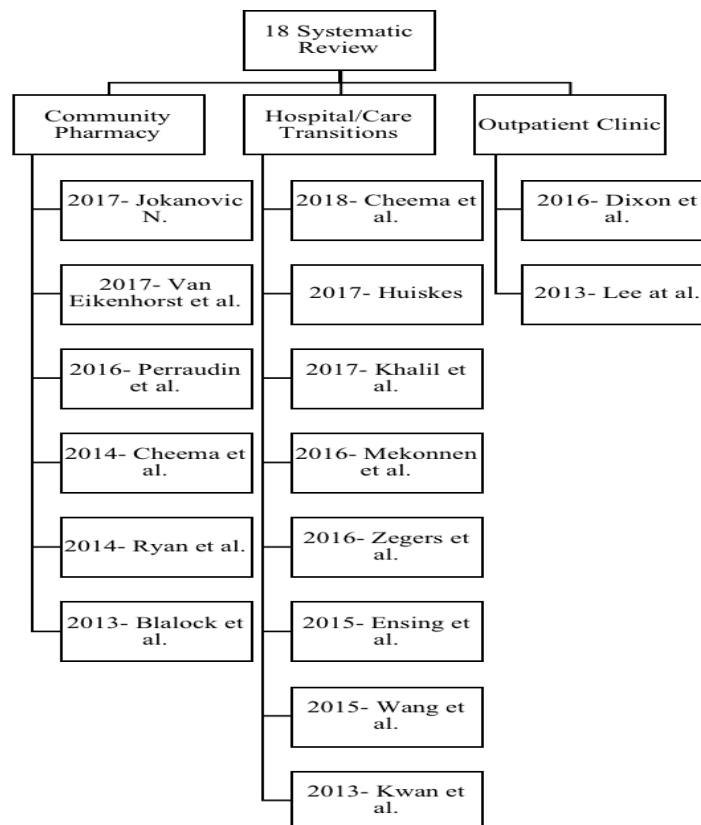 18 Systematic
Review
Community
Pharmacy
Hospital/Care
Transitions
Outpatient Clinic
2017- Jokanovic
N.
2017- Van
Eikenhorst et al.
2016- Perraudin
et al.
2014- Cheema et
al.
2014- Ryan et al.
2013- Blalock et
al.
2018- Cheema et
al.
2017- Huiskes
2017- Khalil et
al.
2016- Mekonnen
et al.
2016- Zegers et
al.
2015- Ensing et
al.
2015- Wang et
al.
2013- Kwan et
al.
2016- Dixon et
al.
2013- Lee at al.